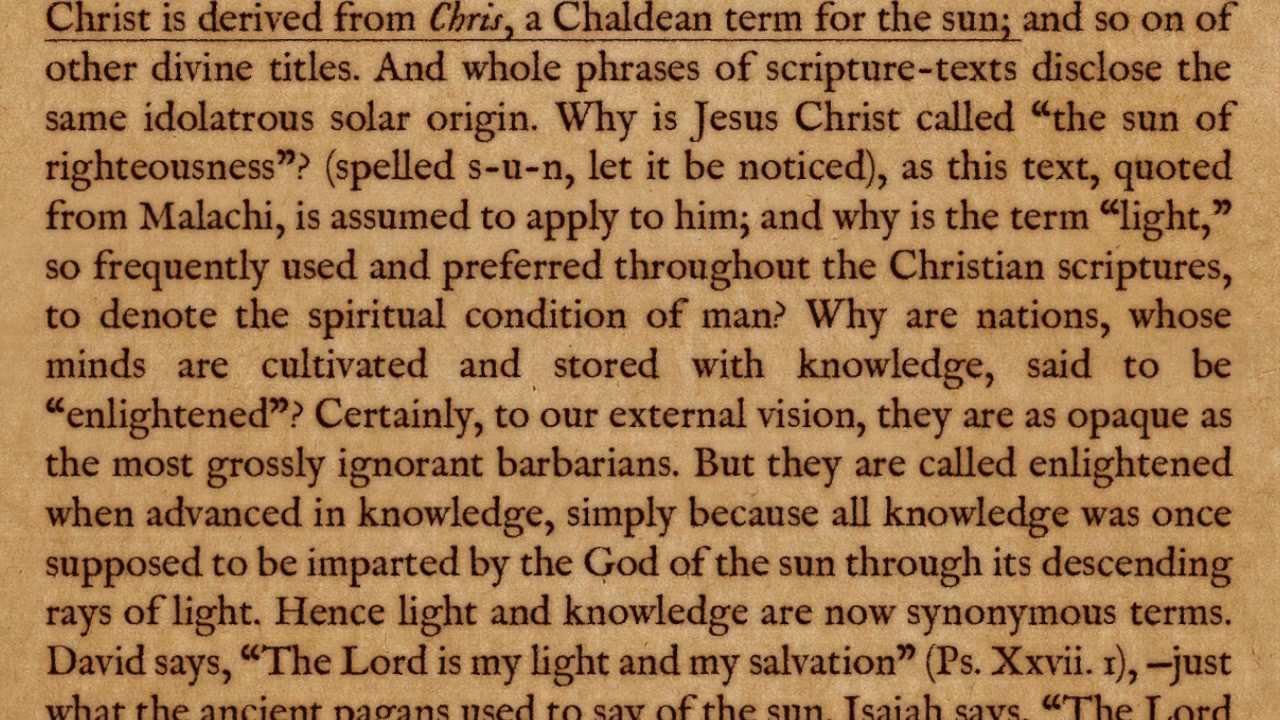 Christ is derived from Chris, a Chaldean term for the sun; and so on of
other divine titles. And whole phrases of scripture-texts disclose the
same idolatrous solar origin. Why is Jesus Christ called “the sun of
righteousness”? (spelled s-u-n, let it be noticed), as this text, quoted
from Malachi, is assumed to apply to him; and why is the term “light,”
so frequently used and preferred throughout the Christian scriptures,
to denote the spiritual condition of man? Why are nations, whose
minds are cultivated and stored with knowledge, said to be
“enlightened”? Certainly, to our external vision, they are as opaque as
the most grossly ignorant barbarians. But they are called enlightened
when advanced in knowledge, simply because all knowledge was once
supposed to be imparted by the God of the sun through its descending
rays of light. Hence light and knowledge are now synonymous terms.
David says, “The Lord is my light and my salvation” (Ps. Xxvii. 1), –just
what the ancient pagans used to say of the sun. Isaiah says, “The Lord